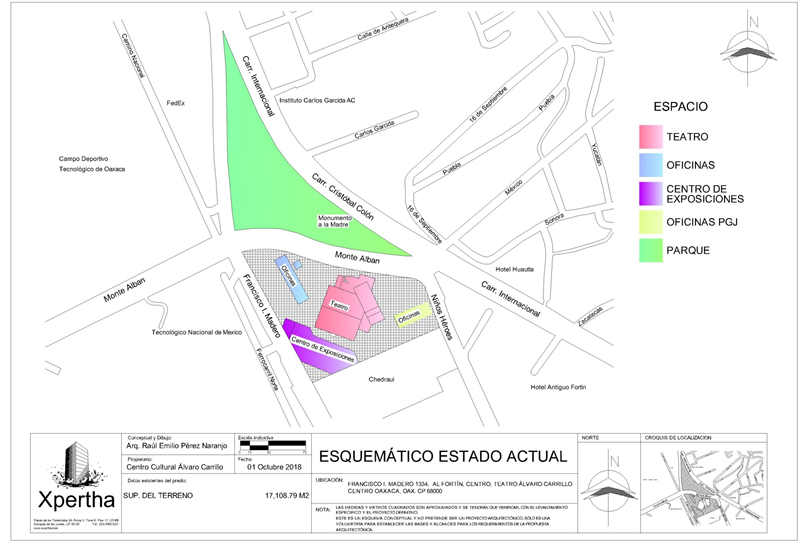 Calle de Antequera
Camino Nacional
Carr. Internacional
FedEx
Instituto Carlos Garcida AC
Carlos Garcida
16 de Septiembre
Puebla
Yucatán
Campo Deportivo
Tecnológico de Oaxaca
Puebla
México
Carr. Cristóbal Colón
16 de Septiembre
Sonora
Monumento
a la Madre
Monte Alban
Hotel Huautla
Monte Alban
Oficinas
Carr. Internacional
Francisco I. Madero
Teatro
Oficinas
Niños Héroes
Zacatecas
Tecnológico Nacional de Mexico
Centro de Exposiciones
Ferrocarril Norte
Chedraui
Hotel Antiguo Fortín
N
ESPACIO
TEATRO
OFICINAS
CENTRO DE
EXPOSICIONES
OFICINAS PGJ
PARQUE
Xpertha
Conceptual y Dibujo:
Arq. Raúl Emilio Pérez Naranjo
Propietario:
Centro Cultural Álvaro Carrillo
Escala indicativa
Fecha:
01 Octubre 2018
Datos existentes del predio:
SUP. DEL TERRENO 17,108.79 M2
ESQUEMÁTICO ESTADO ACTUAL
UBICACIÓN: FRANCISCO I. MADERO 1334, AL FORTÍN, CENTRO, TEATRO ÁLVARO CARRILLO
CENTRO OAXACA, OAX. CP 68000
NOTA: LAS MEDIDAS Y METROS CUADRADOS SON APROXIMADOS Y SE TENDRÁN QUE VERIFICAR, CON EL LEVANTAMIENTO
ESPECÍFICO Y EL PROYECTO DEFINITIVO.
ESTE ES UN ESQUEMA CONCEPTUAL Y NO PRETENDE SER UN PROYECTO ARQUITECTÓNICO, SÓLO ES UNA
VOLUMETRÍA PARA ESTABLECER LAS BASES Y ALCANCES PARA LOS REQUERIMIENTOS DE LA PROPUESTA
ARQUITECTÓNICA.
NORTE
N
CROQUIS DE LOCALIZACIÓN